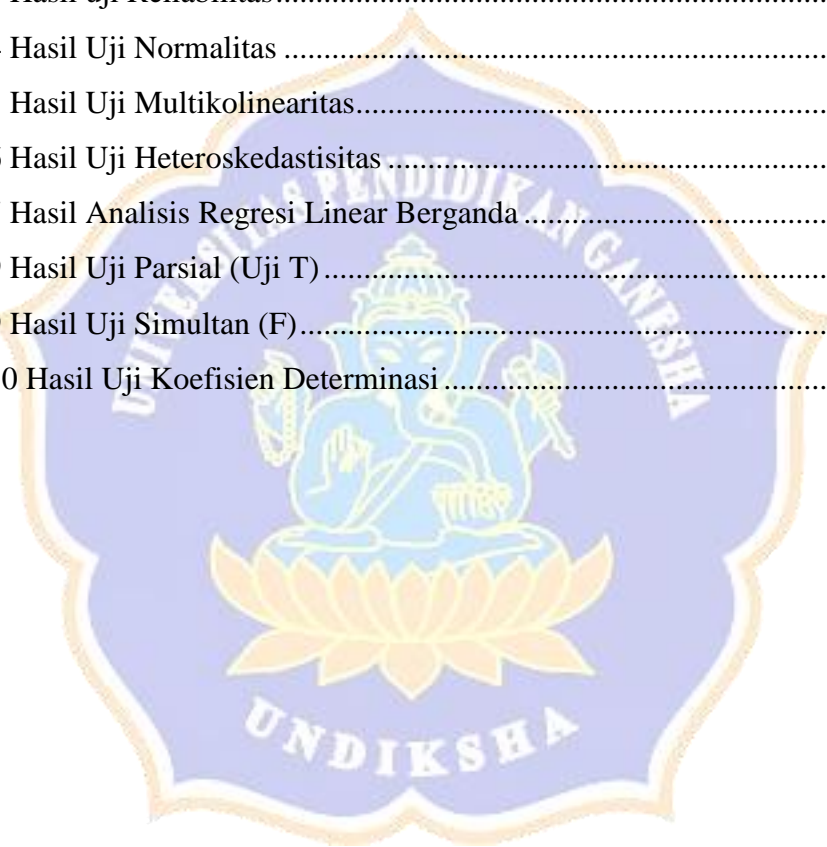 Hasil uji Reliabilitas....................................................................
Hasil Uji Normalitas ....................................................................
Hasil Uji Multikolinearitas...........................................................
Hasil Uji Heteroskedastisitas .......................................................
Hasil Analisis Regresi Linear Berganda ......................................
Hasil Uji Parsial (Uji T) ...............................................................
Hasil Uji Simultan (F)..................................................................
0 Hasil Uji Koefisien Determinasi ................................................
UNIVERSITAS PENDIDIKAN GANESHA
UNDIKSHA